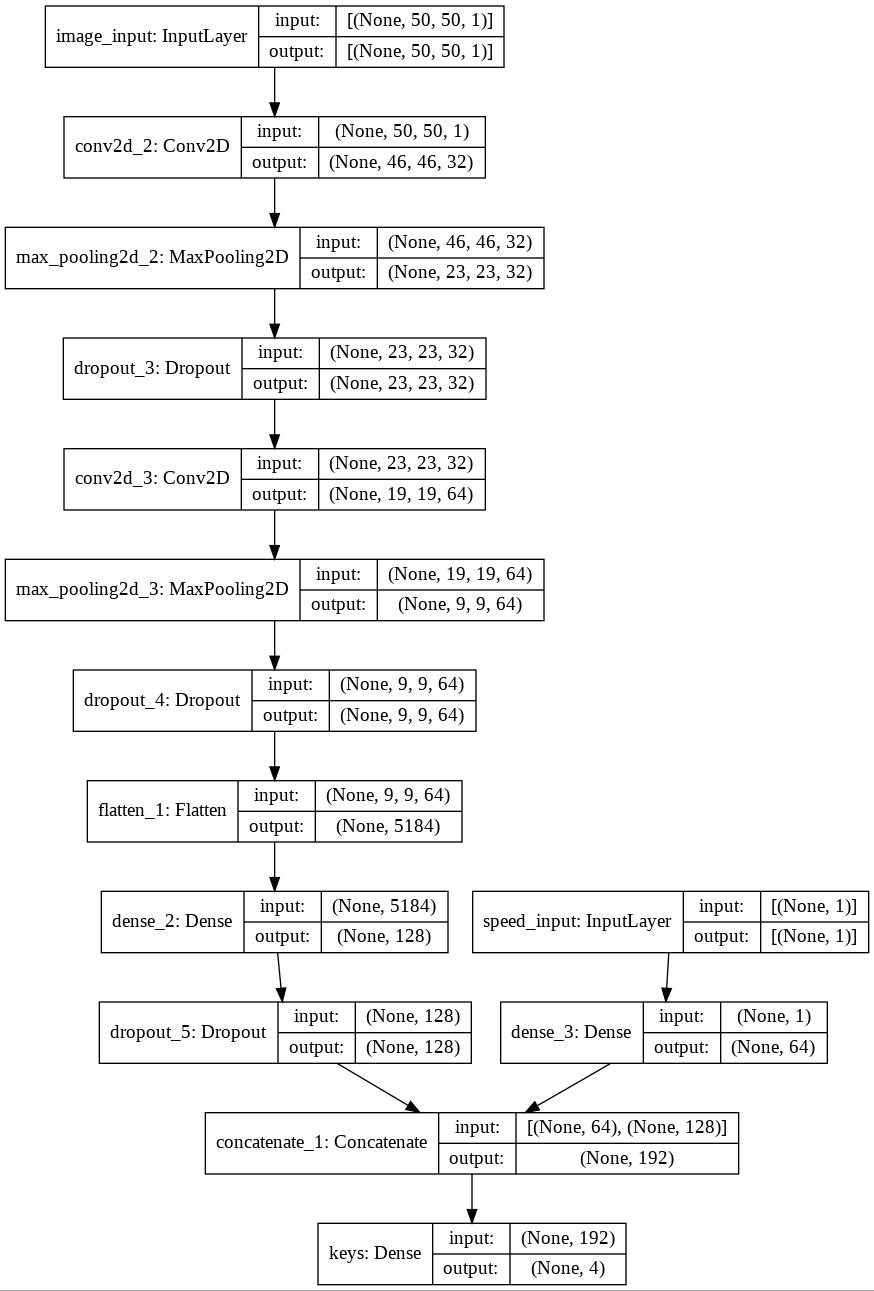 image_input: InputLayer
input: [(None, 50, 50, 1)]
output: [(None, 50, 50, 1)]
conv2d_2: Conv2D
input: (None, 50, 50, 1)
output: (None, 46, 46, 32)
max_pooling2d_2: MaxPooling2D
input: (None, 46, 46, 32)
output: (None, 23, 23, 32)
dropout_3: Dropout
input: (None, 23, 23, 32)
output: (None, 23, 23, 32)
conv2d_3: Conv2D
input: (None, 23, 23, 32)
output: (None, 19, 19, 64)
max_pooling2d_3: MaxPooling2D
input: (None, 19, 19, 64)
output: (None, 9, 9, 64)
dropout_4: Dropout
input: (None, 9, 9, 64)
output: (None, 9, 9, 64)
flatten_1: Flatten
input: (None, 9, 9, 64)
output: (None, 5184)
dense_2: Dense
input: (None, 5184)
output: (None, 128)
speed_input: InputLayer
input: [(None, 1)]
output: [(None, 1)]
dropout_5: Dropout
input: (None, 128)
output: (None, 128)
dense_3: Dense
input: (None, 1)
output: (None, 64)
concatenate_1: Concatenate
input: [(None, 64), (None, 128)]
output: (None, 192)
keys: Dense
input: (None, 192)
output: (None, 4)